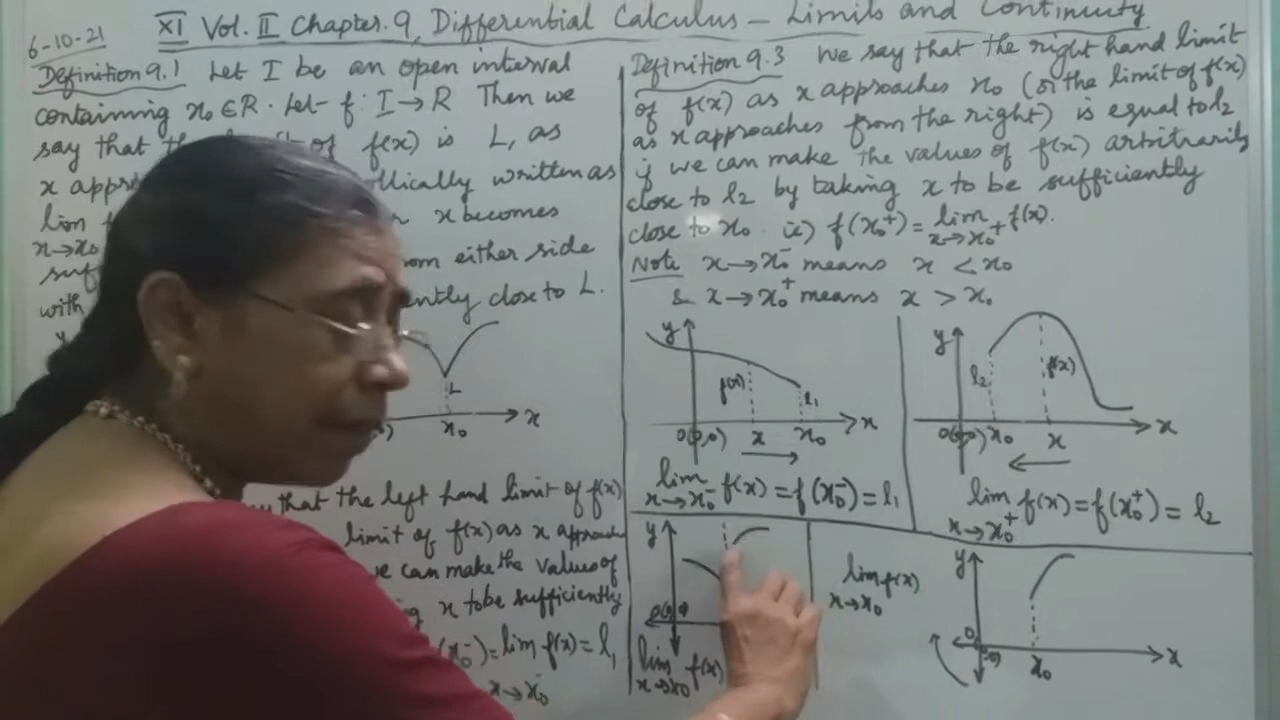 6-10-21
XI Vol. II Chapter. 9, Differential Calculus – Limits and Continuity
Definition 9.1 Let I be an open interval
containing x₀ ∈ R. Let f: I → R Then we
say that of f(x) is L, as
x written as
lim x becomes
x→x₀ either side
with close to L.
L
x₀ x
that the left hand limit of f(x)
limit of f(x) as x
we can make the values of
x to be sufficiently
(x₀⁻) = lim f(x) = l₁
x→x₀⁻
Definition 9.3 We say that the right hand limit
of f(x) as x approaches x₀ (or the limit of f(x)
as x approaches from the right) is equal to l₂
if we can make the values of f(x) arbitrarily
close to l₂ by taking x to be sufficiently
close to x₀. ie) f(x₀⁺) = lim f(x).
x→x₀⁺
Note x→x₀⁻ means x < x₀
& x→x₀⁺ means x > x₀
y f(x) l₁
0(0,0) x x₀ x
lim f(x) = f(x₀⁻) = l₁
x→x₀⁻
y l₂ f(x)
x₀ x x
lim f(x) = f(x₀⁺) = l₂
x→x₀⁺
y
lim f(x)
x→x₀
lim f(x)
x→x₀
y
x₀ x